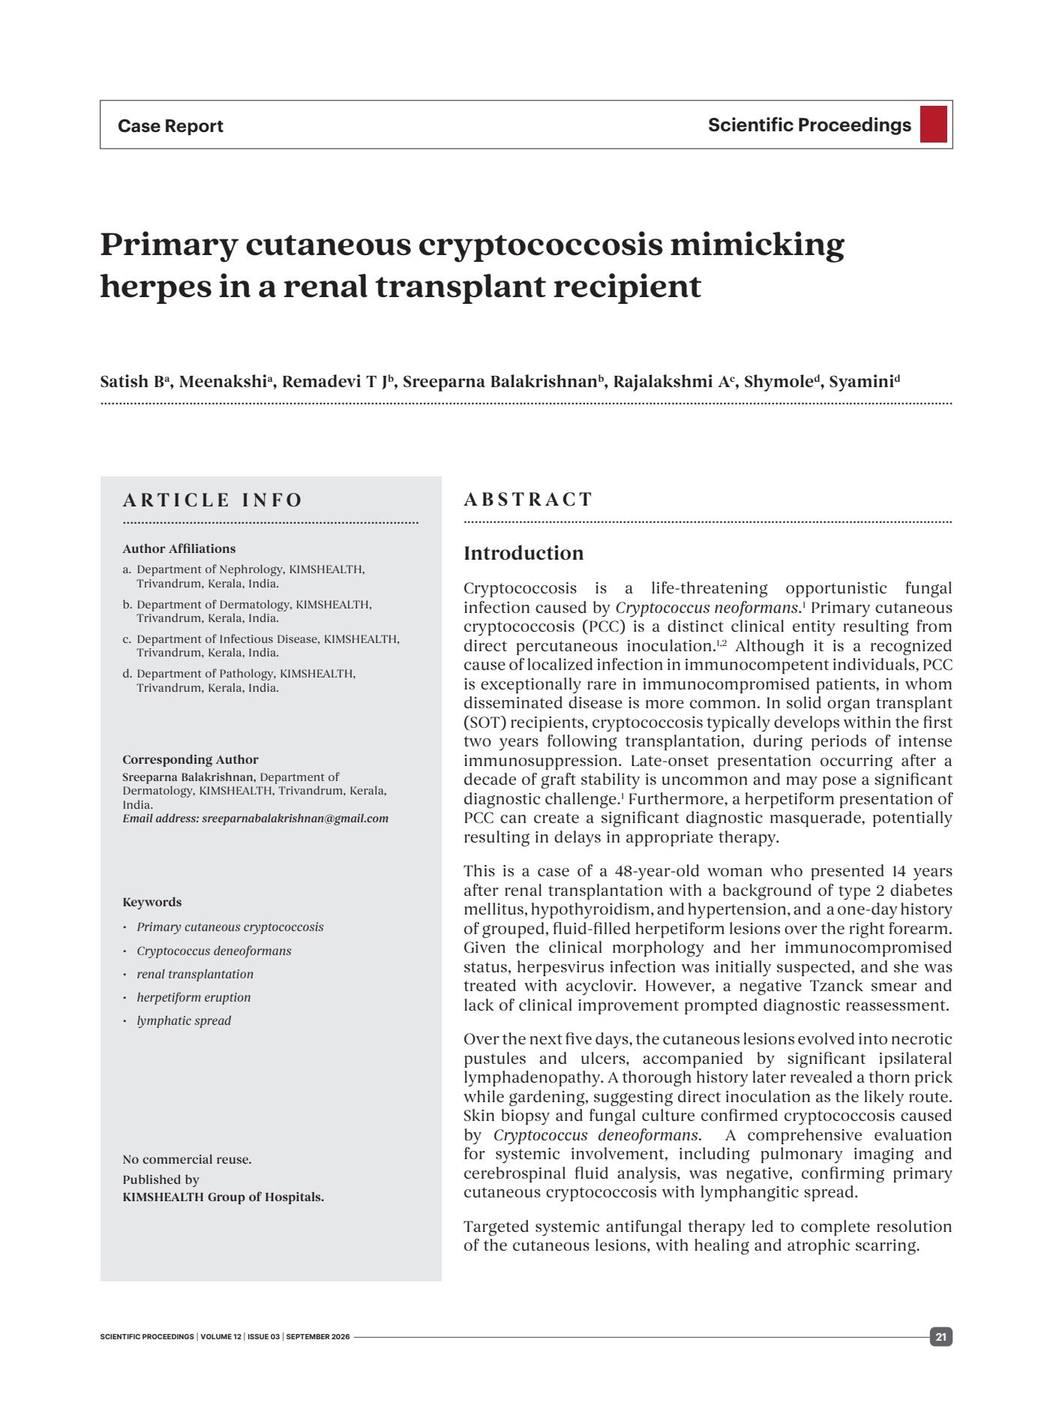 Case Report
Scientific Proceedings
Primary cutaneous cryptococcosis mimicking
herpes in a renal transplant recipient
Satish Bᵃ, Meenakshiᵃ, Remadevi T Jᵇ, Sreeparna Balakrishnanᵇ, Rajalakshmi Aᶜ, Shymoleᵈ, Syaminiᵈ
ARTICLE INFO
Author Affiliations
a. Department of Nephrology, KIMSHEALTH,
Trivandrum, Kerala, India.
b. Department of Dermatology, KIMSHEALTH,
Trivandrum, Kerala, India.
c. Department of Infectious Disease, KIMSHEALTH,
Trivandrum, Kerala, India.
d. Department of Pathology, KIMSHEALTH,
Trivandrum, Kerala, India.
Corresponding Author
Sreeparna Balakrishnan, Department of
Dermatology, KIMSHEALTH, Trivandrum, Kerala,
India.
Email address: sreeparnabalakrishnan@gmail.com
Keywords
• Primary cutaneous cryptococcosis
• Cryptococcus deneoformans
• renal transplantation
• herpetiform eruption
• lymphatic spread
No commercial reuse.
Published by
KIMSHEALTH Group of Hospitals.
ABSTRACT
Introduction
Cryptococcosis is a life-threatening opportunistic fungal
infection caused by Cryptococcus neoformans.¹ Primary cutaneous
cryptococcosis (PCC) is a distinct clinical entity resulting from
direct percutaneous inoculation.¹,² Although it is a recognized
cause of localized infection in immunocompetent individuals, PCC
is exceptionally rare in immunocompromised patients, in whom
disseminated disease is more common. In solid organ transplant
(SOT) recipients, cryptococcosis typically develops within the first
two years following transplantation, during periods of intense
immunosuppression. Late-onset presentation occurring after a
decade of graft stability is uncommon and may pose a significant
diagnostic challenge.¹ Furthermore, a herpetiform presentation of
PCC can create a significant diagnostic masquerade, potentially
resulting in delays in appropriate therapy.
This is a case of a 48-year-old woman who presented 14 years
after renal transplantation with a background of type 2 diabetes
mellitus, hypothyroidism, and hypertension, and a one-day history
of grouped, fluid-filled herpetiform lesions over the right forearm.
Given the clinical morphology and her immunocompromised
status, herpesvirus infection was initially suspected, and she was
treated with acyclovir. However, a negative Tzanck smear and
lack of clinical improvement prompted diagnostic reassessment.
Over the next five days, the cutaneous lesions evolved into necrotic
pustules and ulcers, accompanied by significant ipsilateral
lymphadenopathy. A thorough history later revealed a thorn prick
while gardening, suggesting direct inoculation as the likely route.
Skin biopsy and fungal culture confirmed cryptococcosis caused
by Cryptococcus deneoformans. A comprehensive evaluation
for systemic involvement, including pulmonary imaging and
cerebrospinal fluid analysis, was negative, confirming primary
cutaneous cryptococcosis with lymphangitic spread.
Targeted systemic antifungal therapy led to complete resolution
of the cutaneous lesions, with healing and atrophic scarring.
SCIENTIFIC PROCEEDINGS | VOLUME 12 | ISSUE 03 | SEPTEMBER 2026
21